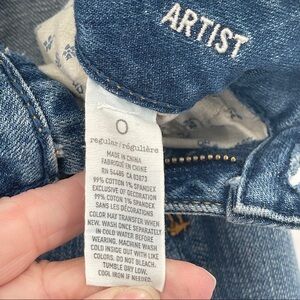 ARTIST
0
regular/régulière
MADE IN CHINA
FABRIQUÉ EN CHINE
RN 54485 CA 03873
99% COTTON 1% SPANDEX
EXCLUSIVE OF DECORATION
99% COTON 1% SPANDEX
SANS LES DÉCORATIONS
COLOR MAY TRANSFER WHEN
NEW. WASH ONCE SEPARATELY
IN COLD WATER BEFORE
WEARING. MACHINE WASH
COLD INSIDE OUT WITH LIKE
COLORS. DO NOT BLEACH.
TUMBLE DRY LOW.
COOL IRON IF NEEDED.